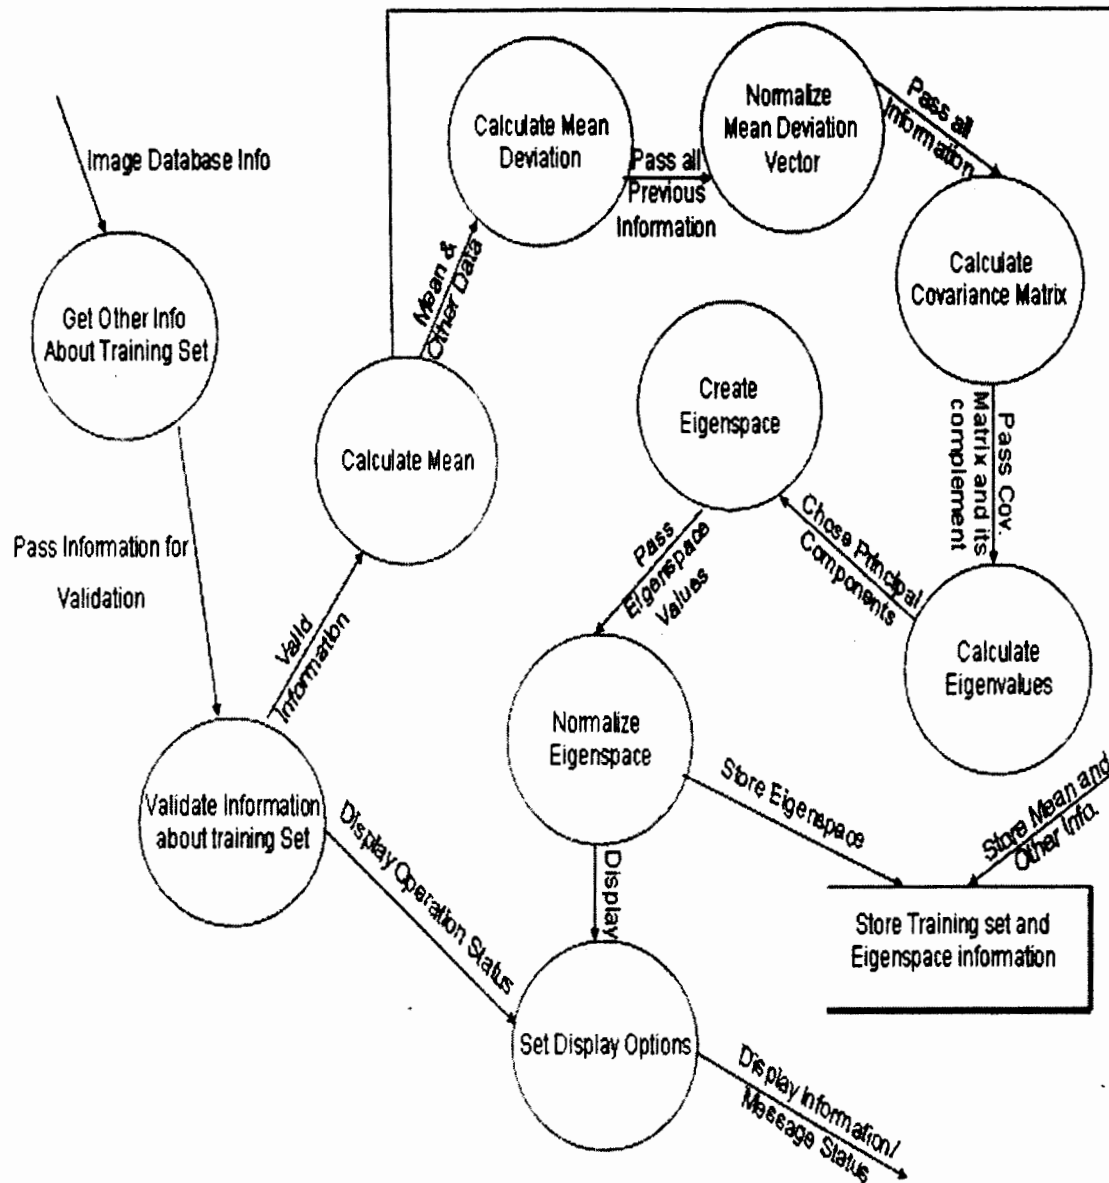 Image Database Info
Get Other Info
About Training Set
Pass Information for
Validation
Validate Information
about training Set
Valid
Information
Calculate Mean
Mean &
Other Data
Calculate Mean
Deviation
Pass all
Previous
Information
Normalize
Mean Deviation
Vector
Pass all
Information
Calculate
Covariance Matrix
Pass Cov.
Matrix and its
complement
Calculate
Eigenvalues
Chose Principal
Components
Create
Eigenspace
Pass
Eigenspace
Values
Normalize
Eigenspace
Store Eigenspace
Store Mean and
Other Info.
Store Training set and
Eigenspace information
Display
Display Operation Status
Set Display Options
Display Information/
Message Status